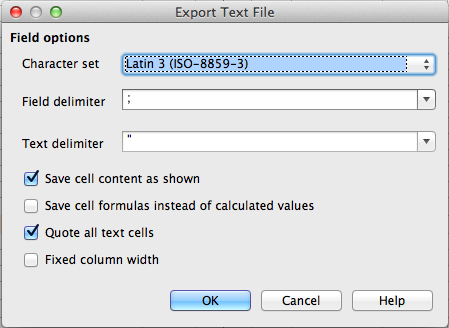 Export Text File
Field options
Character set Latin 3 (ISO-8859-3)
Field delimiter ;
Text delimiter "
Save cell content as shown
Save cell formulas instead of calculated values
Quote all text cells
Fixed column width
OK Cancel Help